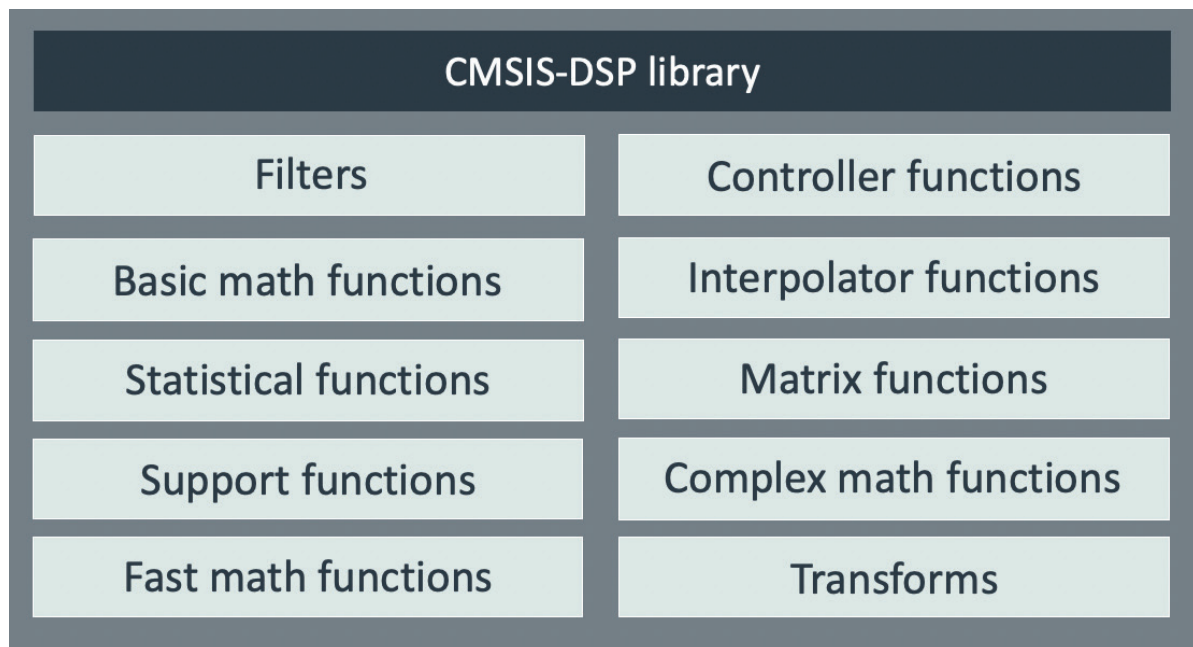 CMSIS-DSP library
Filters
Controller functions
Basic math functions
Interpolator functions
Statistical functions
Matrix functions
Support functions
Complex math functions
Fast math functions
Transforms